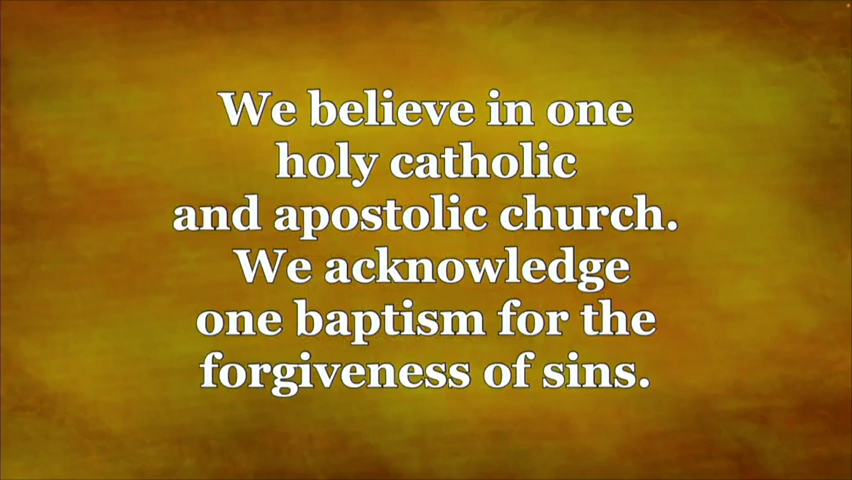 We believe in one
holy catholic
and apostolic church.
We acknowledge
one baptism for the
forgiveness of sins.